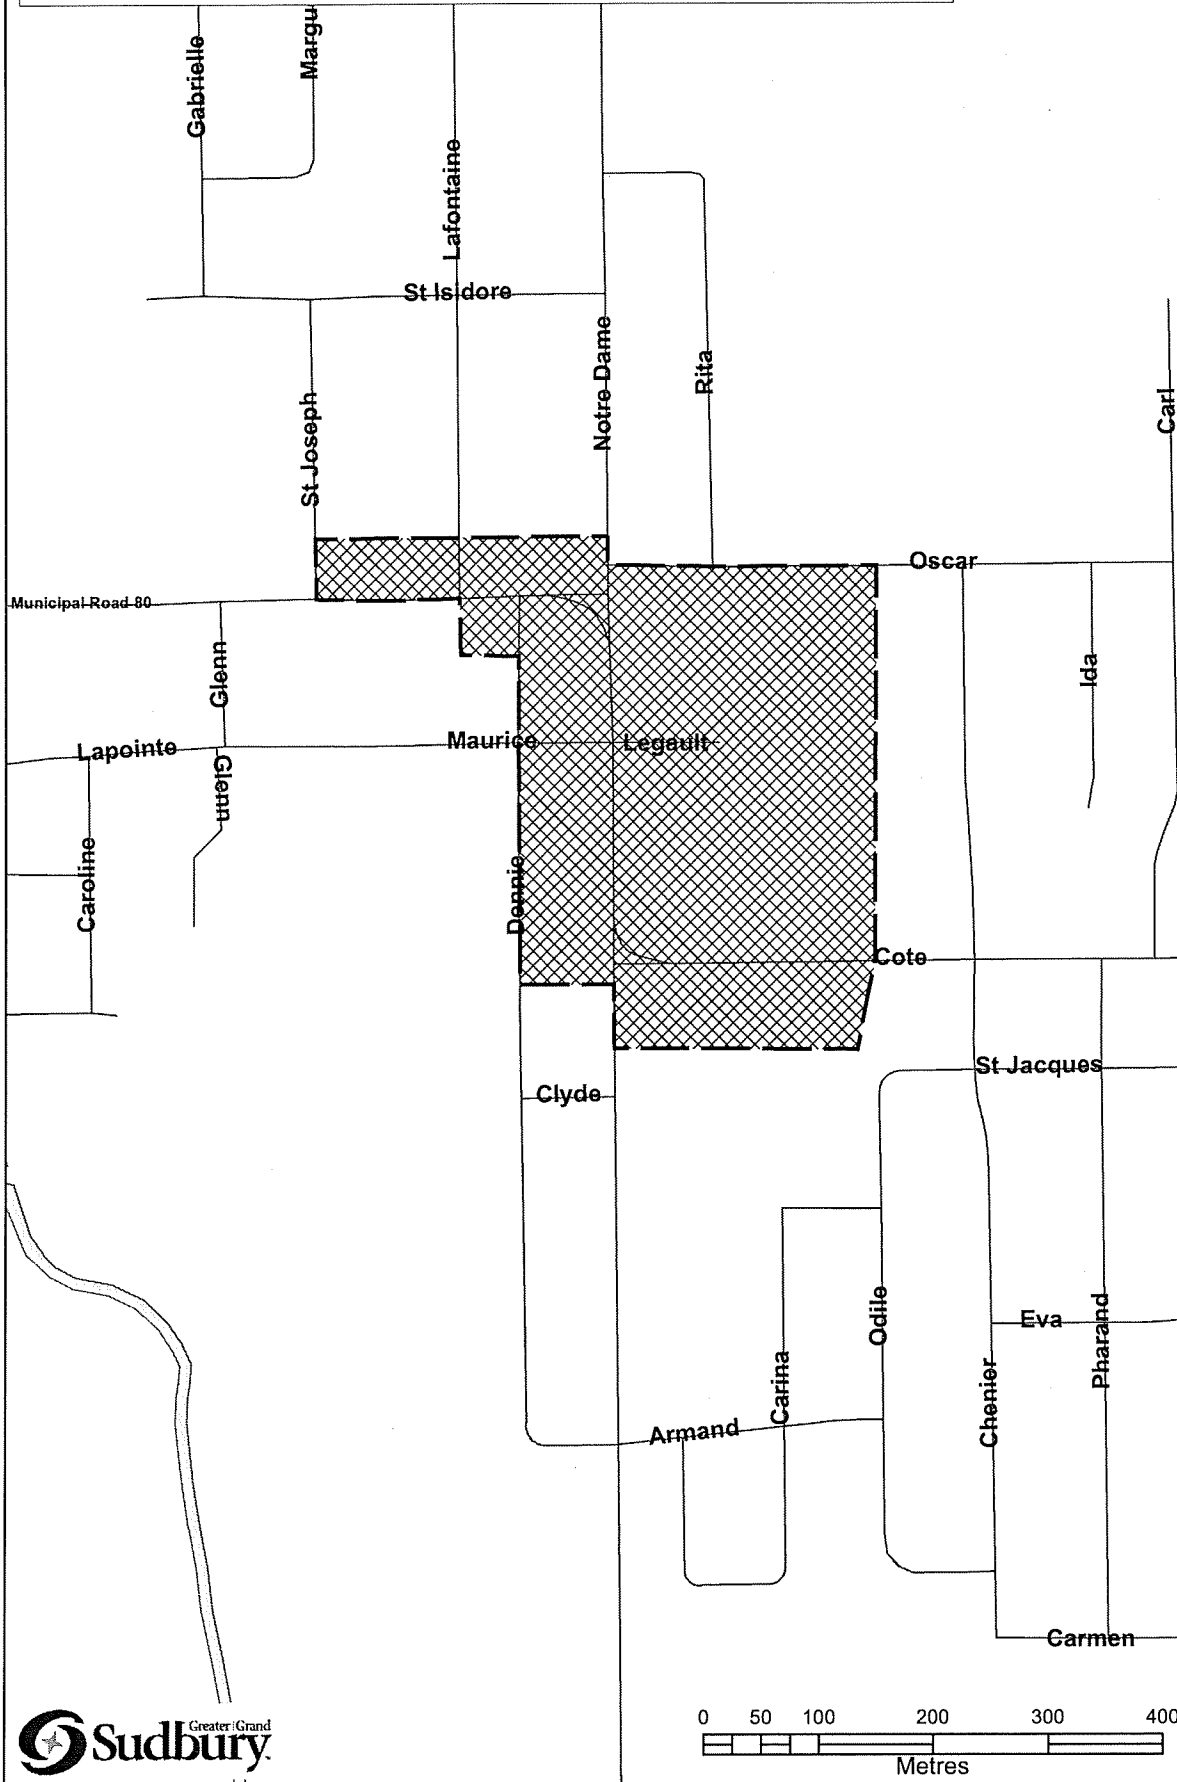 Gabrielle
Margu
Lafontaine
St Isidore
Notre Dame
Rita
Carl
St Joseph
Oscar
Municipal Road 80
Glenn
Ida
Lapointe
Maurice
Legault
Glenn
Caroline
Dennie
Cote
St Jacques
Clyde
Odile
Eva
Pharand
Carina
Chenier
Armand
Carmen
Greater Grand
Sudbury
0 50 100 200 300 400
Metres